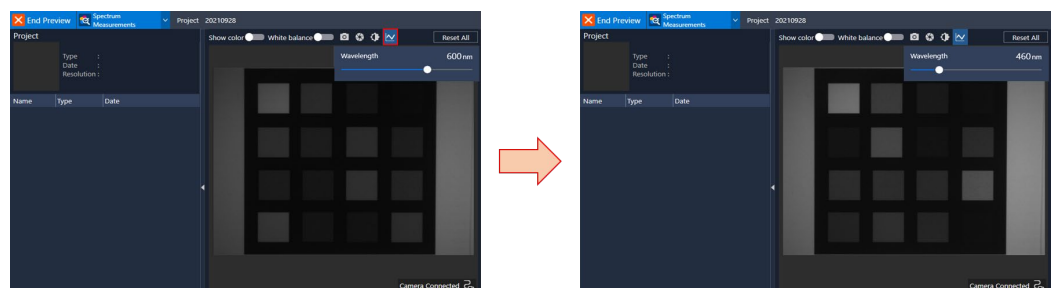 End Preview Spectrum Measurements Project 20210928
Project
Show color White balance Reset All
Type :
Date :
Resolution :
Wavelength 600 nm
Name Type Date
Camera Connected
End Preview Spectrum Measurements Project 20210928
Project
Show color White balance Reset All
Type :
Date :
Resolution :
Wavelength 460 nm
Name Type Date
Camera Connected